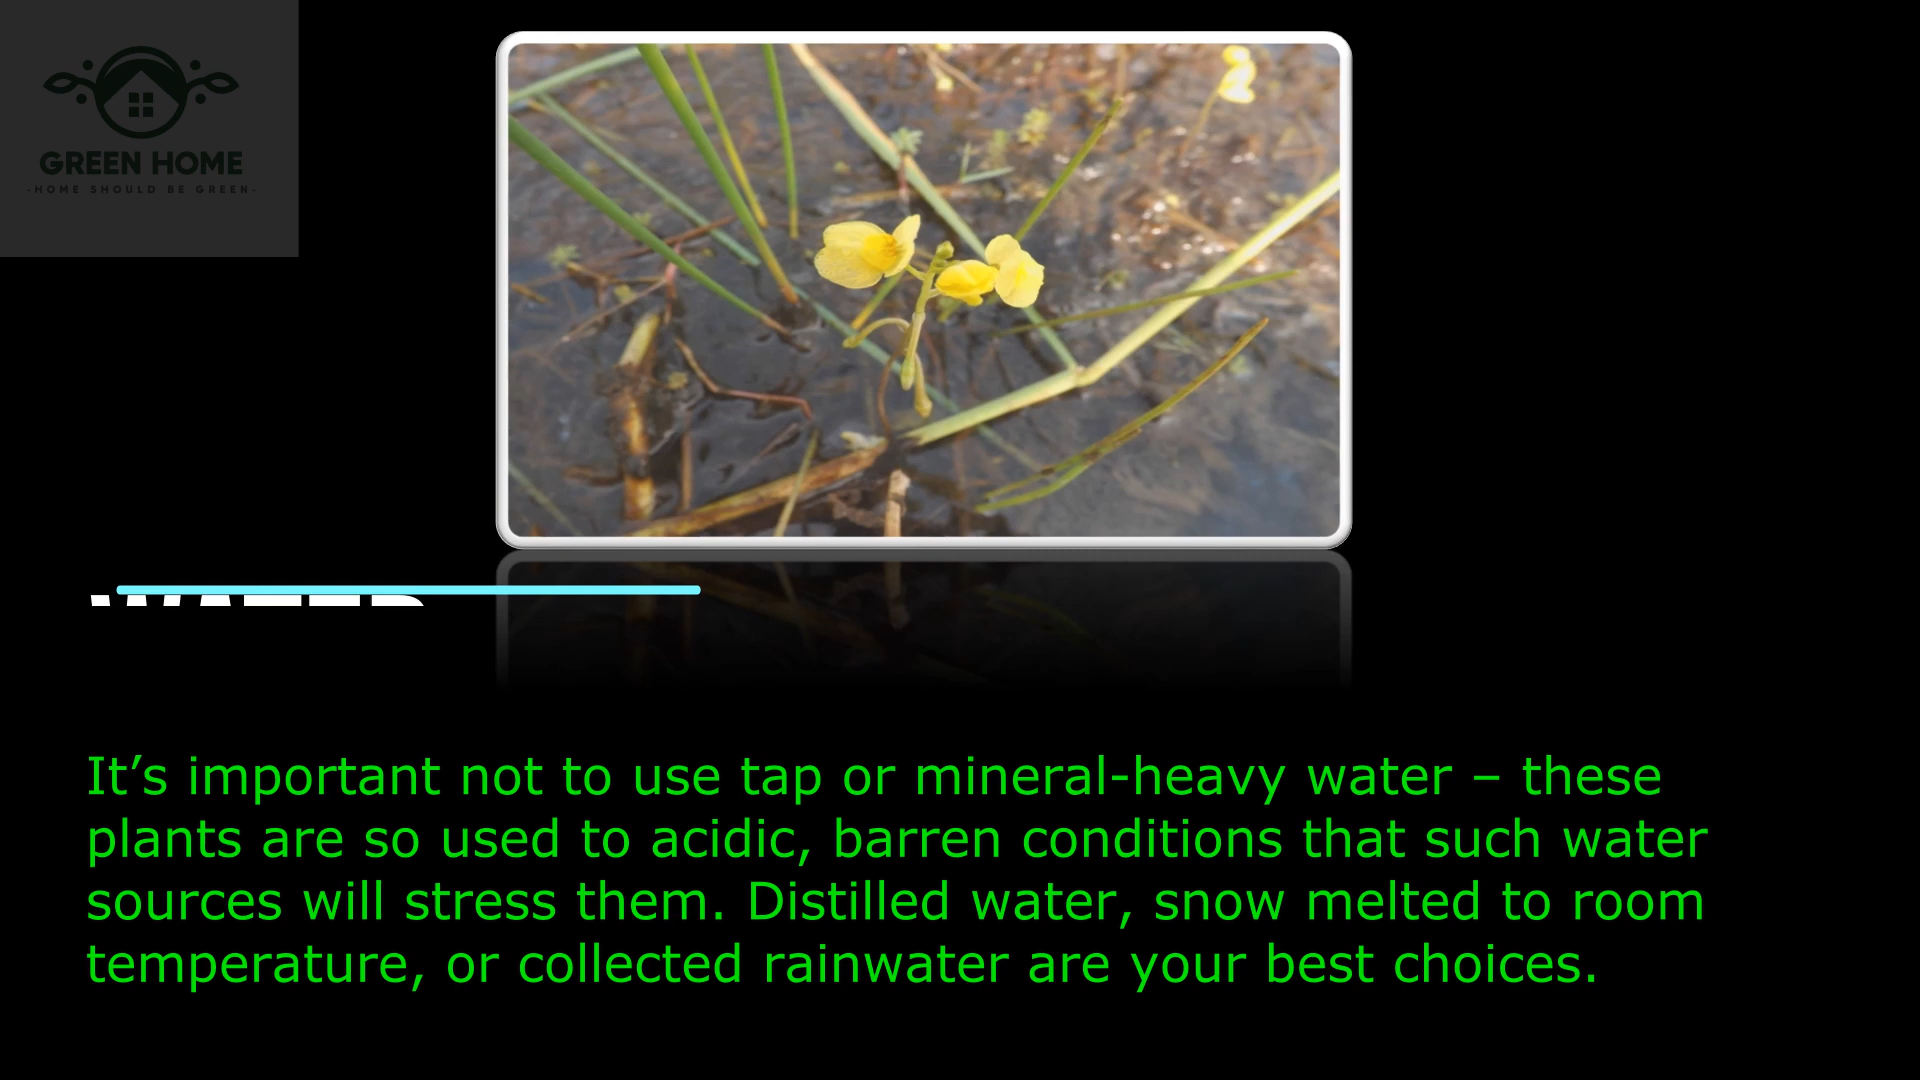 GREEN HOME
-HOME SHOULD BE GREEN-
It’s important not to use tap or mineral-heavy water – these
plants are so used to acidic, barren conditions that such water
sources will stress them. Distilled water, snow melted to room
temperature, or collected rainwater are your best choices.